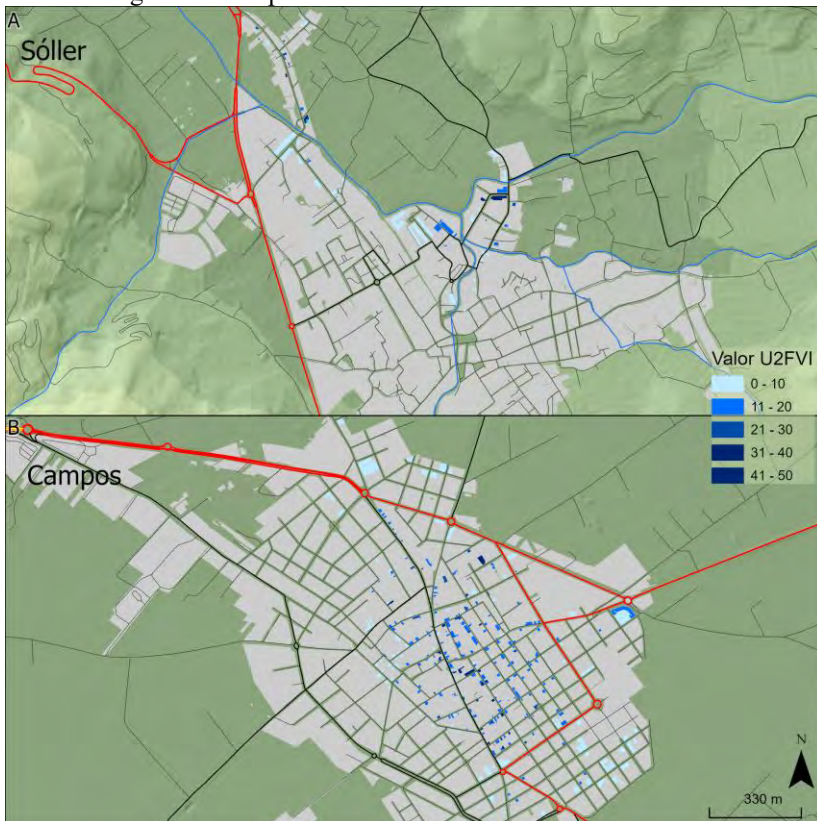 A
Sóller
Valor U2FVI
0 - 10
11 - 20
21 - 30
31 - 40
41 - 50
B
Campos
N
330 m